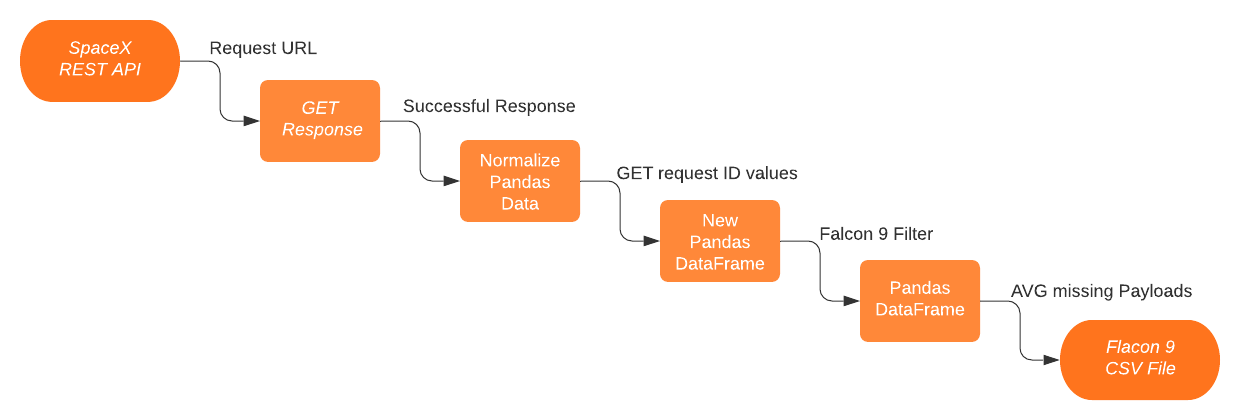 SpaceX
REST API
Request URL
GET
Response
Successful Response
Normalize
Pandas
Data
GET request ID values
New
Pandas
DataFrame
Falcon 9 Filter
Pandas
DataFrame
AVG missing Payloads
Flacon 9
CSV File